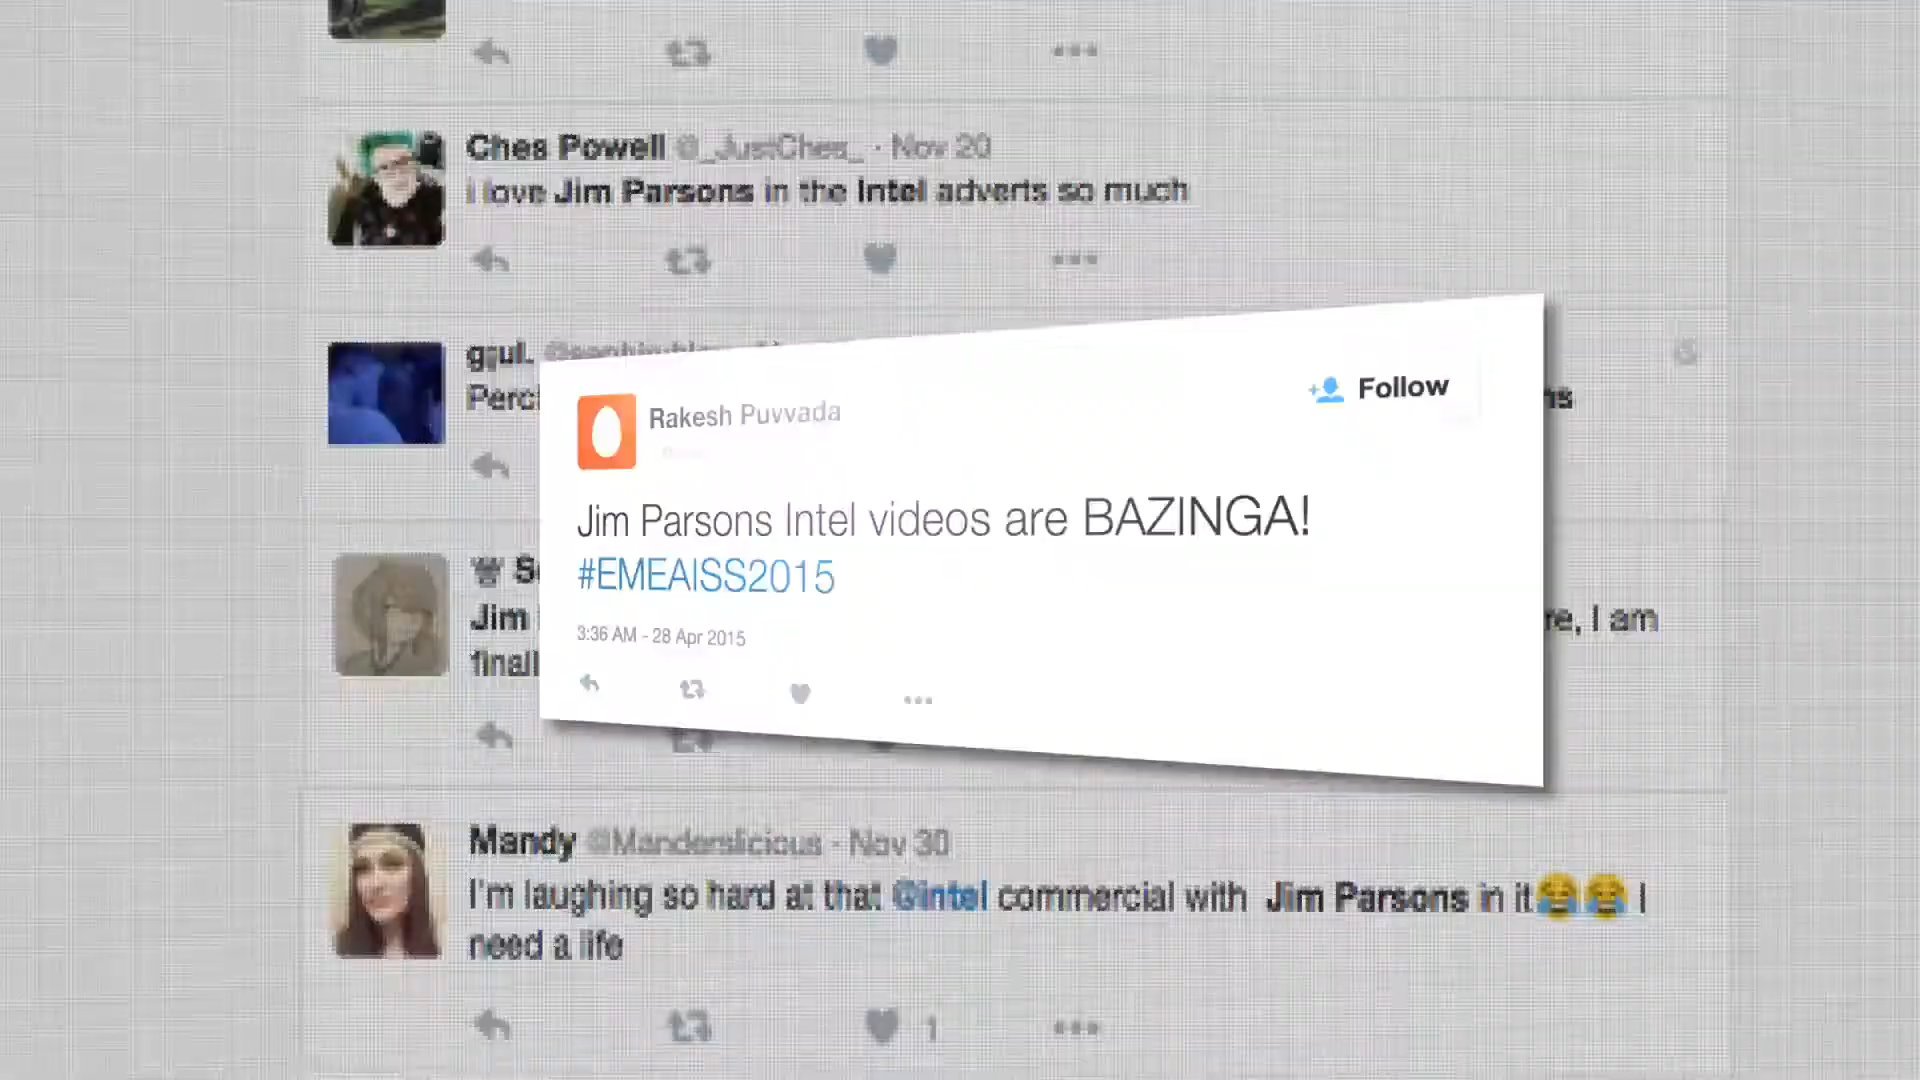 Ches Powell @_JustChes_ · Nov 20
i love Jim Parsons in the Intel adverts so much
gjul.
Rakesh Puvvada
Follow
Jim Parsons Intel videos are BAZINGA!
#EMEAISS2015
3:36 AM - 28 Apr 2015
Jim
re, I am
Mandy @Manderslicious · Nov 30
I'm laughing so hard at that @intel commercial with Jim Parsons in it😂😂 I
need a life
1